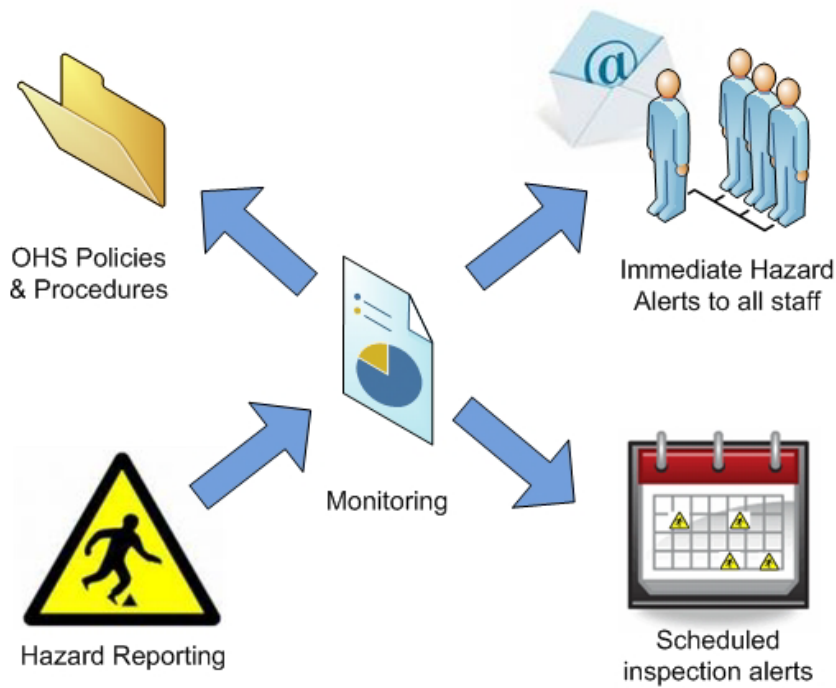 @
OHS Policies
& Procedures
Immediate Hazard
Alerts to all staff
Monitoring
Hazard Reporting
Scheduled
inspection alerts